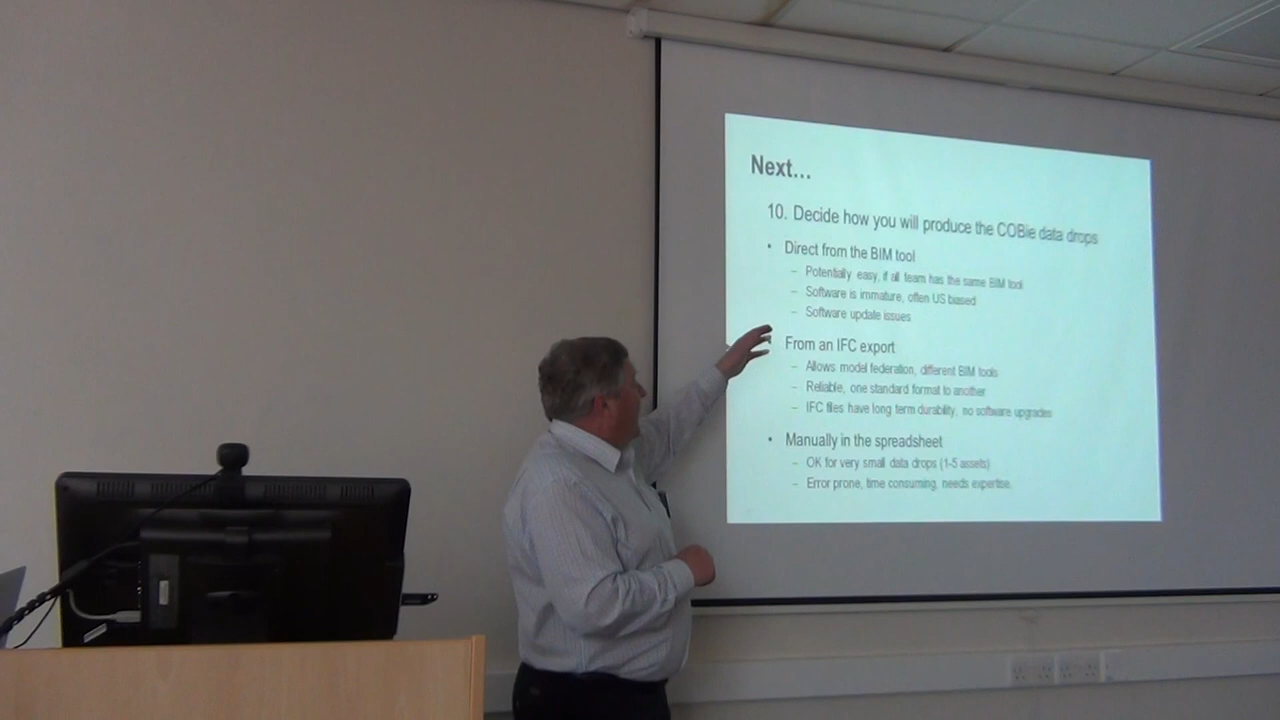 Next...
10. Decide how you will produce the COBie data drops
• Direct from the BIM tool
– Potentially easy, if all team has the same BIM tool
– Software is immature, often US biased
– Software update issues
From an IFC export
– Allows model federation, different BIM tools
– Reliable, one standard format to another
– IFC files have long term durability, no software upgrades
• Manually in the spreadsheet
– OK for very small data drops (1-5 assets)
– Error prone, time consuming, needs expertise.